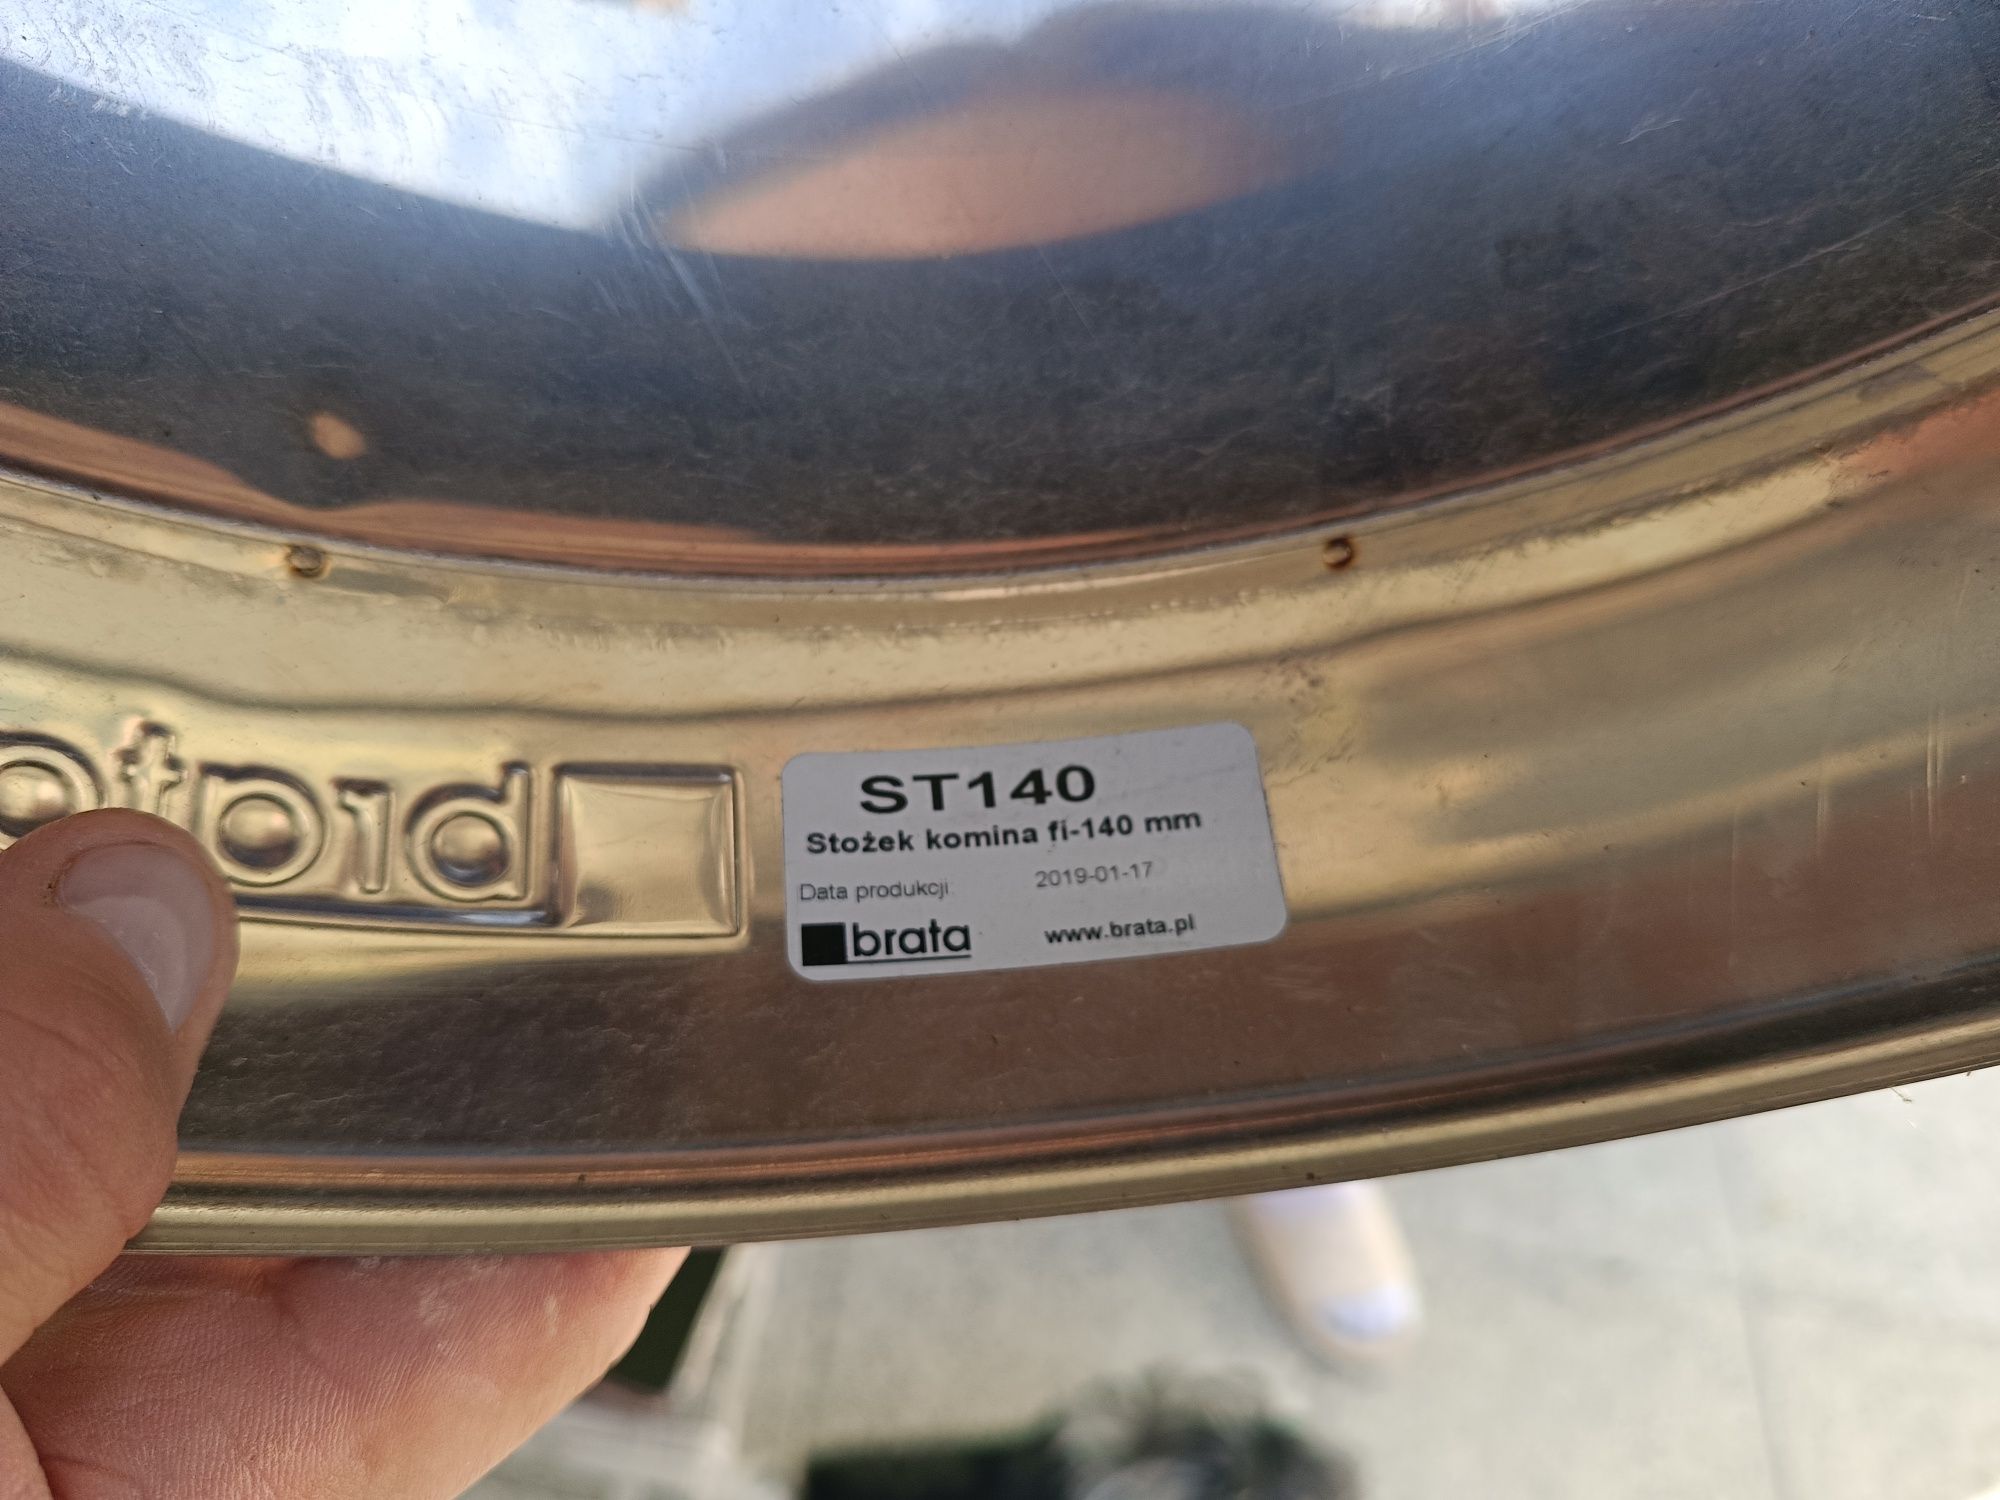 ST140
Stożek komina fi-140 mm
Data produkcji: 2019-01-17
brata www.brata.pl